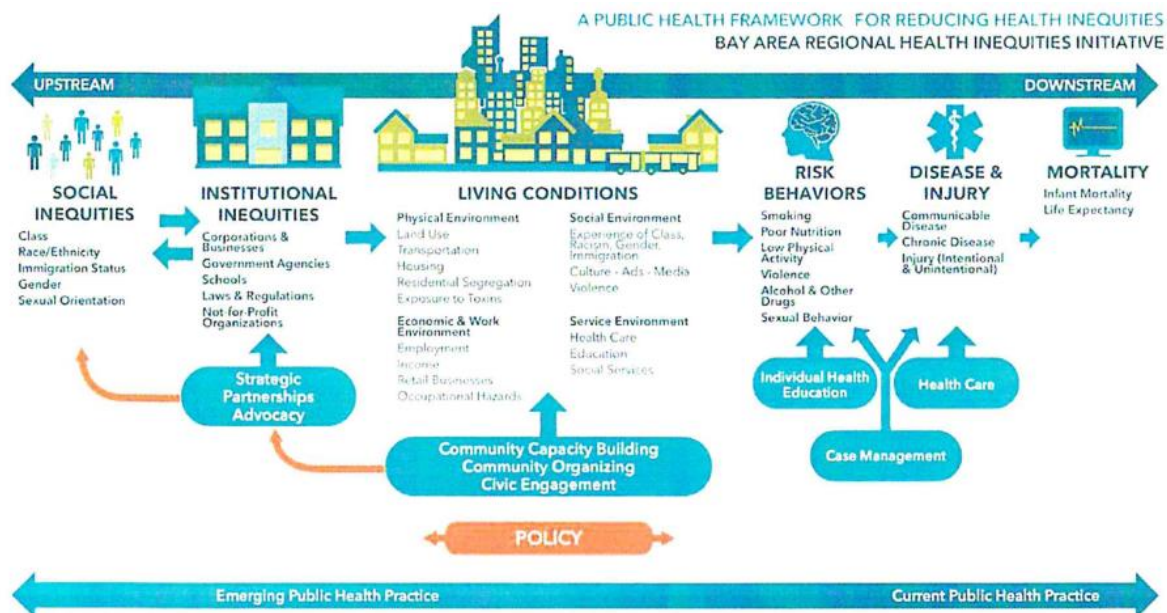 A PUBLIC HEALTH FRAMEWORK FOR REDUCING HEALTH INEQUITIES
BAY AREA REGIONAL HEALTH INEQUITIES INITIATIVE
UPSTREAM
DOWNSTREAM
SOCIAL
INEQUITIES
Class
Race/Ethnicity
Immigration Status
Gender
Sexual Orientation
INSTITUTIONAL
INEQUITIES
Corporations &
Businesses
Government Agencies
Schools
Laws & Regulations
Not-for-Profit
Organizations
LIVING CONDITIONS
Physical Environment
Land Use
Transportation
Housing
Residential Segregation
Exposure to Toxins
Economic & Work
Environment
Employment
Income
Retail Businesses
Occupational Hazards
Social Environment
Experience of Class,
Racism, Gender,
Immigration
Culture - Ads - Media
Violence
Service Environment
Health Care
Education
Social Services
RISK
BEHAVIORS
Smoking
Poor Nutrition
Low Physical
Activity
Violence
Alcohol & Other
Drugs
Sexual Behavior
DISEASE &
INJURY
Communicable
Disease
Chronic Disease
Injury (Intentional
& Unintentional)
MORTALITY
Infant Mortality
Life Expectancy
Strategic
Partnerships
Advocacy
Community Capacity Building
Community Organizing
Civic Engagement
Individual Health
Education
Health Care
Case Management
POLICY
Emerging Public Health Practice
Current Public Health Practice